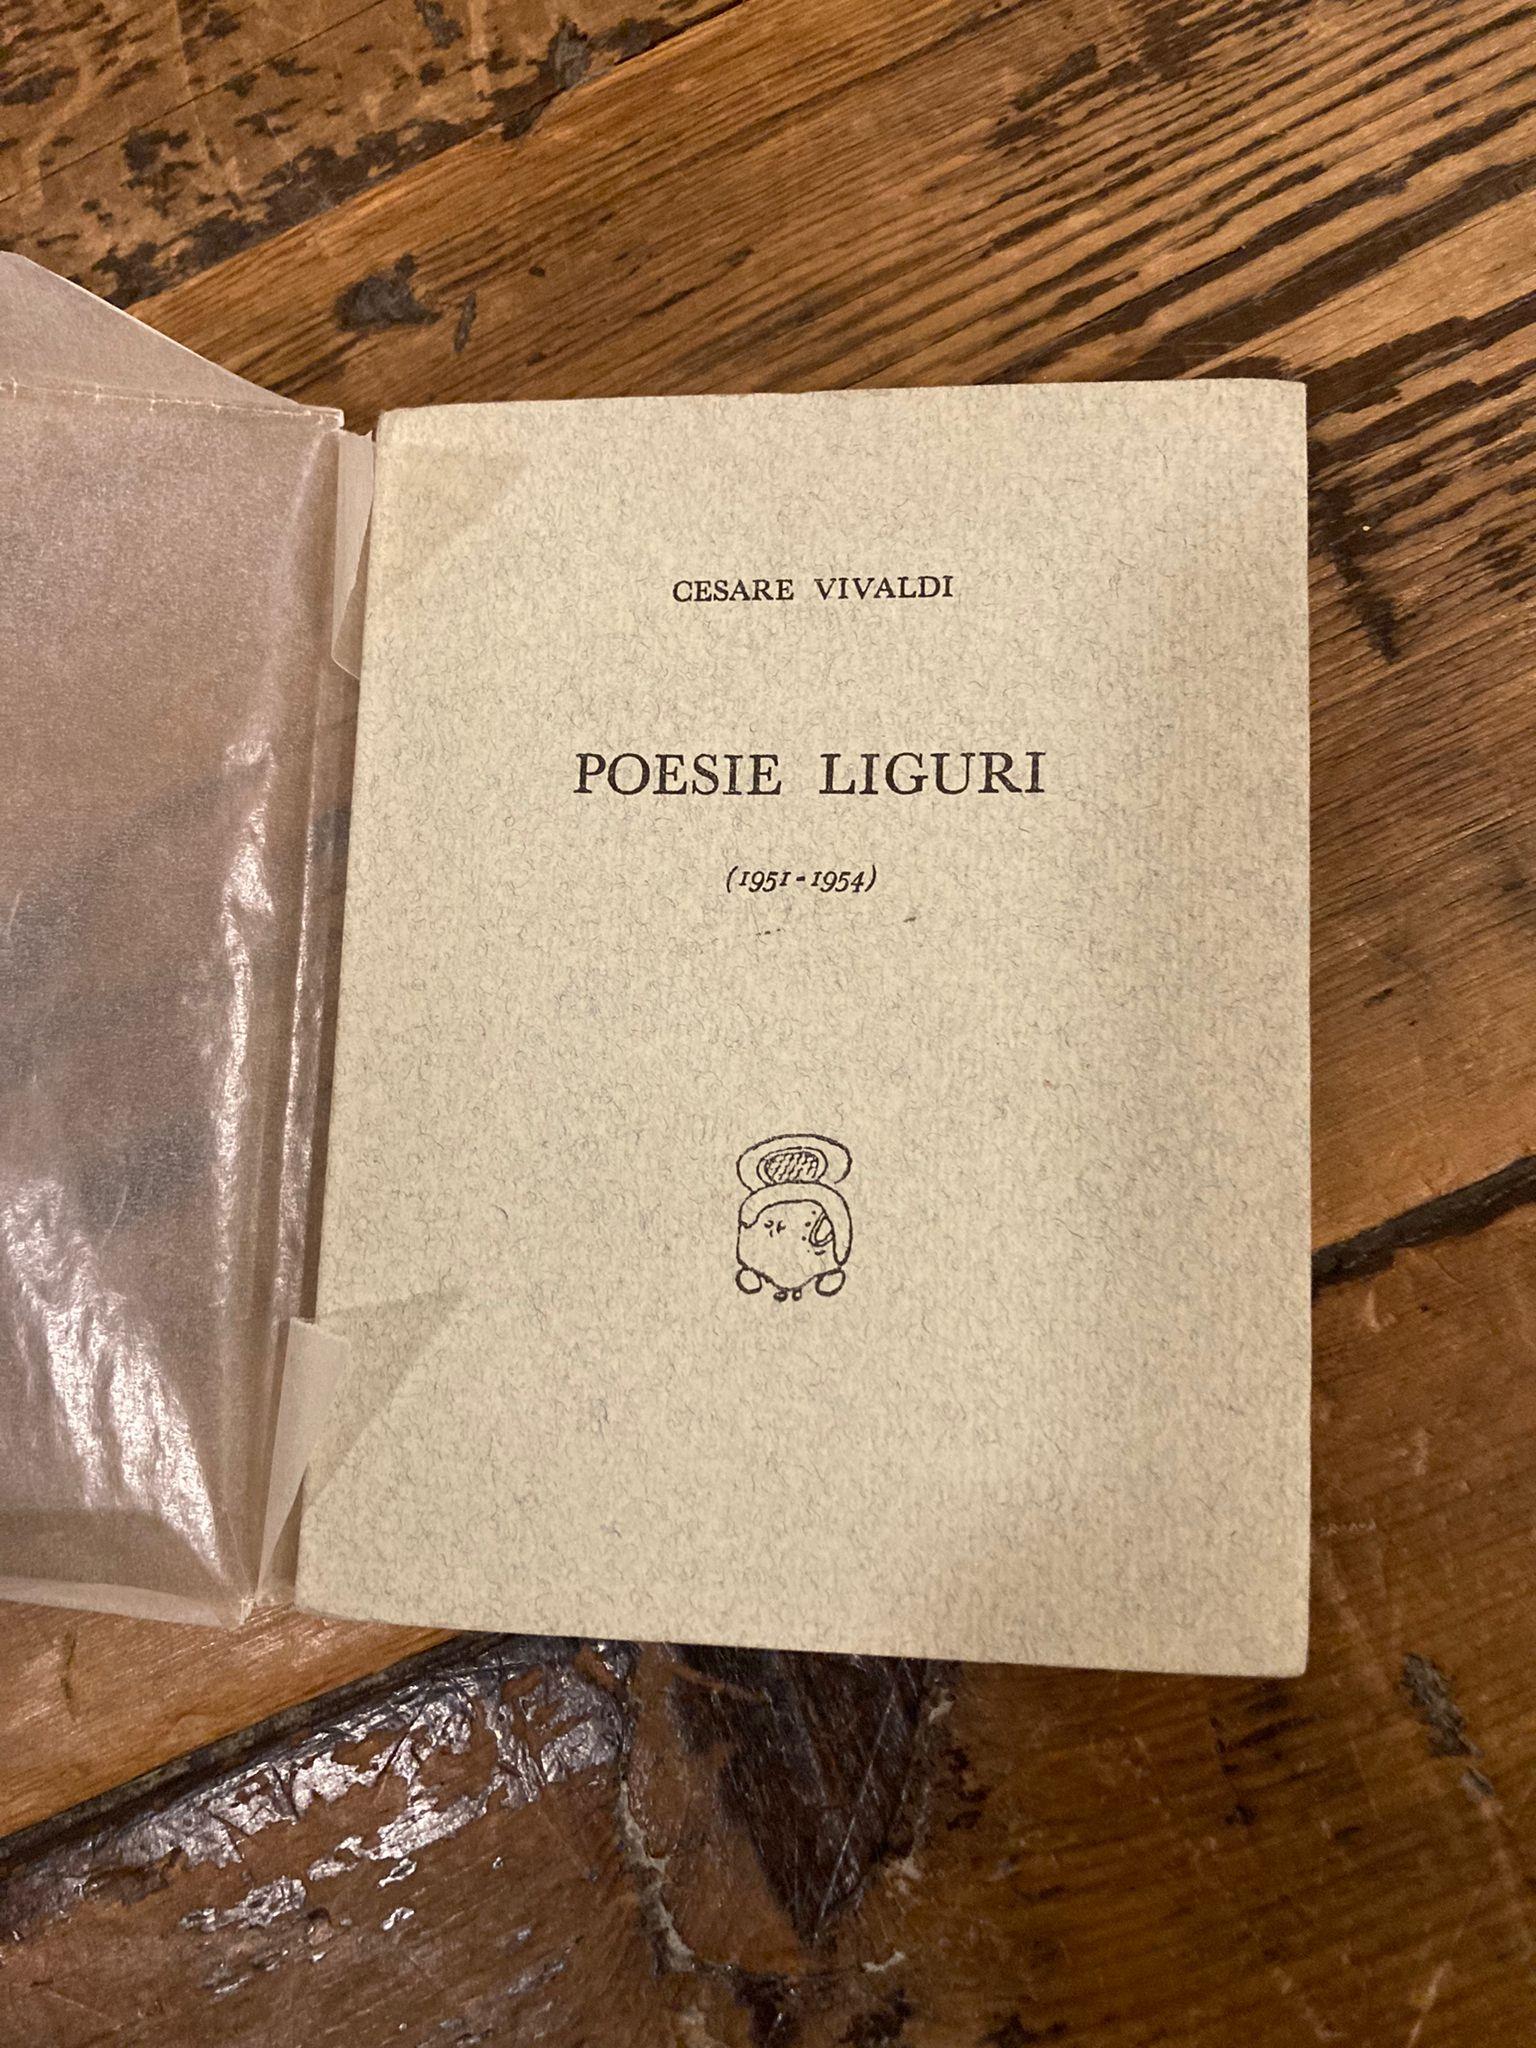 CESARE VIVALDI
POESIE LIGURI
(1951-1954)